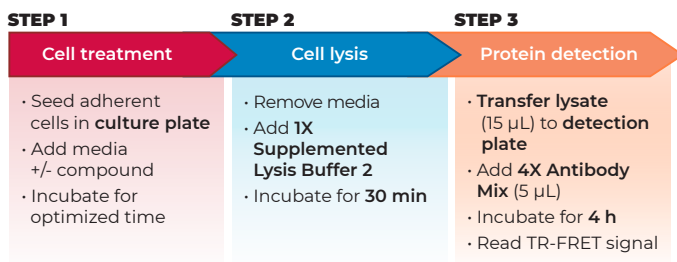 STEP 1
Cell treatment
· Seed adherent
cells in culture plate
· Add media
+/- compound
· Incubate for
optimized time
STEP 2
Cell lysis
· Remove media
· Add 1X
Supplemented
Lysis Buffer 2
· Incubate for 30 min
STEP 3
Protein detection
· Transfer lysate
(15 µL) to detection
plate
· Add 4X Antibody
Mix (5 µL)
· Incubate for 4 h
· Read TR-FRET signal